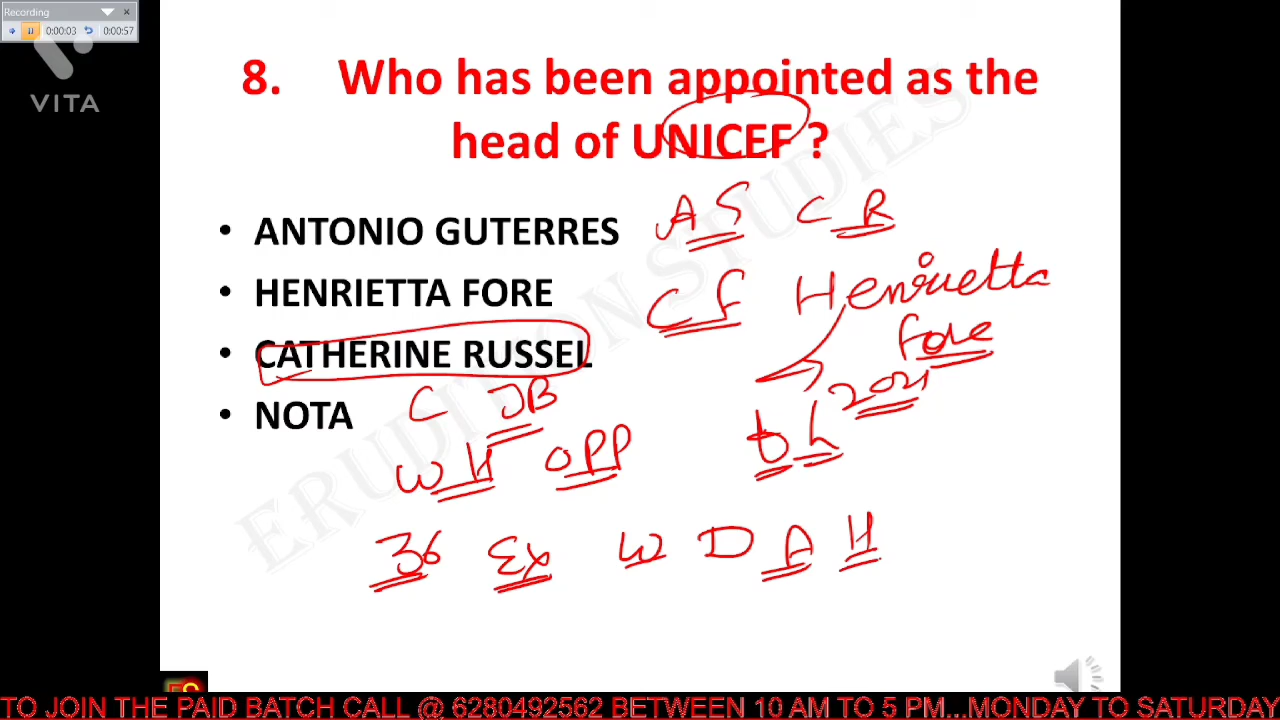 Recording
0:00:03 0:00:57
VITA
8. Who has been appointed as the
head of UNICEF ?
• ANTONIO GUTERRES
A S C R
• HENRIETTA FORE
C F Henrietta
Fore
• CATHERINE RUSSEL
2021
• NOTA
C JB
W H OPP
36 Ex W D A H
ERUDITION STUDIES
TO JOIN THE PAID BATCH CALL @ 6280492562 BETWEEN 10 AM TO 5 PM...MONDAY TO SATURDAY